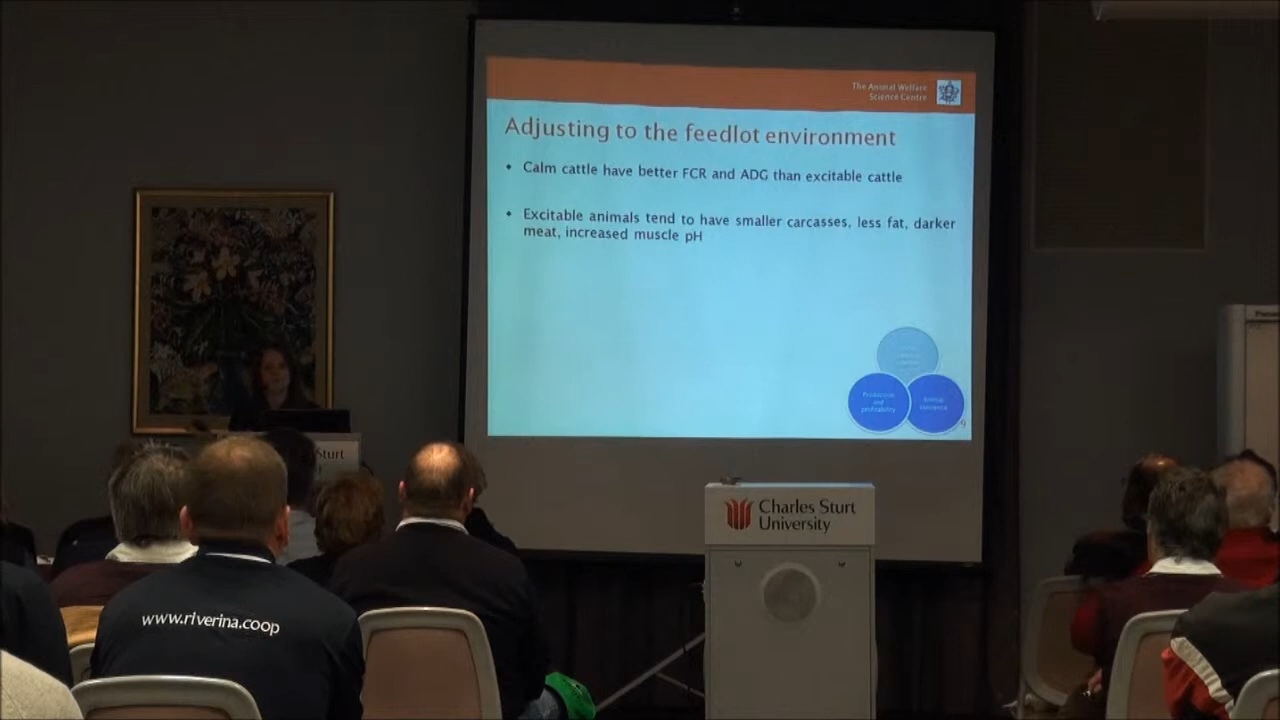 The Animal Welfare
Science Centre
Adjusting to the feedlot environment
• Calm cattle have better FCR and ADG than excitable cattle
• Excitable animals tend to have smaller carcasses, less fat, darker
meat, increased muscle pH
Production
and
profitability
Animal
9
Sturt
Charles Sturt
University
www.riverina.coop